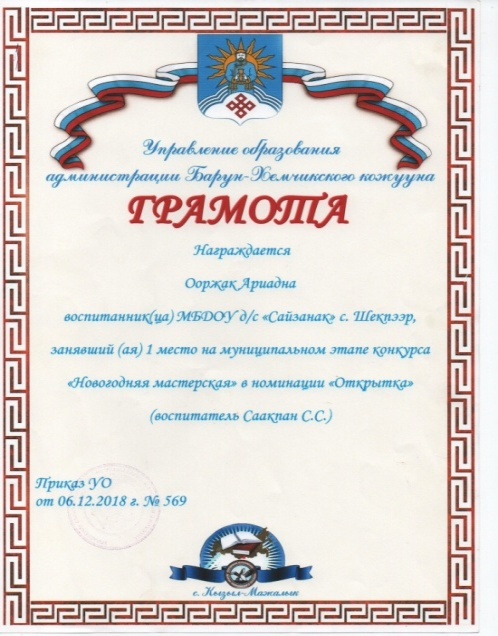 Управление образования
администрации Барун-Хемчикского кожууна
ГРАМОТА
Награждается
Ооржак Ариадна
воспитанник(ца) МБДОУ д/с «Сайзанак» с. Шекпээр,
занявший (ая) 1 место на муниципальном этапе конкурса
«Новогодняя мастерская» в номинации «Открытка»
(воспитатель Саакпан С.С.)
Приказ УО
от 06.12.2018 г. № 569
с. Кызыл-Мажалык